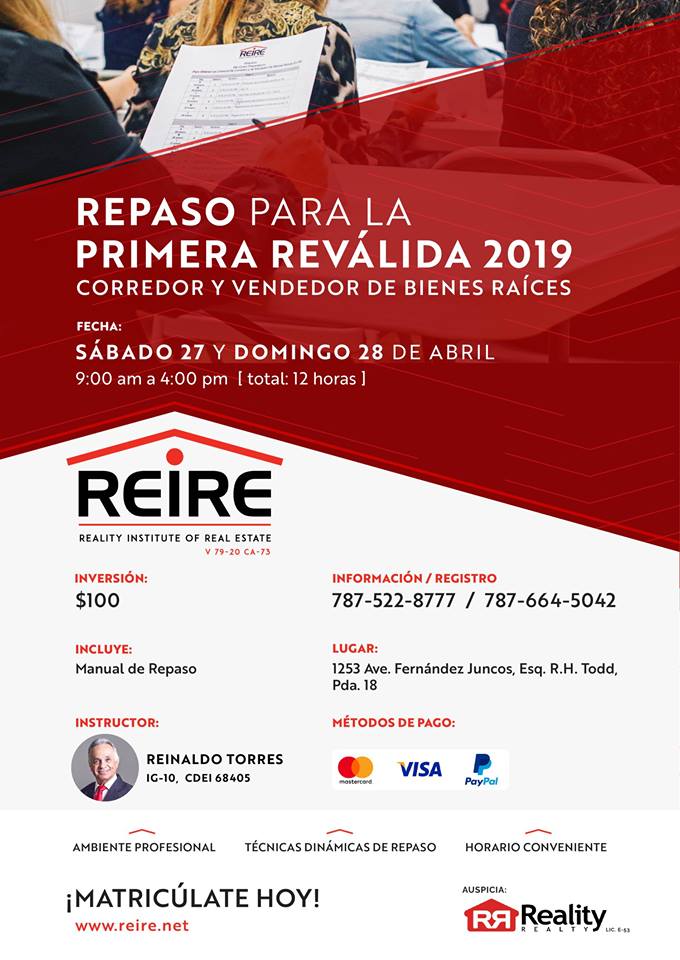 REIRE
REPASO PARA LA
PRIMERA REVÁLIDA 2019
CORREDOR Y VENDEDOR DE BIENES RAÍCES
FECHA:
SÁBADO 27 Y DOMINGO 28 DE ABRIL
9:00 am a 4:00 pm [ total: 12 horas ]
REIRE
REALITY INSTITUTE OF REAL ESTATE
V 79-20 CA-73
INVERSIÓN:
$100
INFORMACIÓN / REGISTRO
787-522-8777 / 787-664-5042
INCLUYE:
Manual de Repaso
LUGAR:
1253 Ave. Fernández Juncos, Esq. R.H. Todd,
Pda. 18
INSTRUCTOR:
REINALDO TORRES
IG-10, CDEI 68405
MÉTODOS DE PAGO:
mastercard VISA PayPal
AMBIENTE PROFESIONAL TÉCNICAS DINÁMICAS DE REPASO HORARIO CONVENIENTE
¡MATRICÚLATE HOY!
www.reire.net
AUSPICIA:
RR Reality
REALTY LIC. E-53